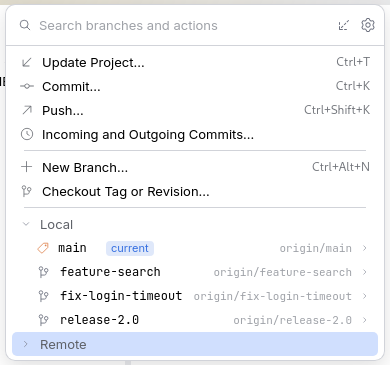 Search branches and actions
Update Project... Ctrl+T
Commit... Ctrl+K
Push... Ctrl+Shift+K
Incoming and Outgoing Commits...
New Branch... Ctrl+Alt+N
Checkout Tag or Revision...
Local
main current origin/main
feature-search origin/feature-search
fix-login-timeout origin/fix-login-timeout
release-2.0 origin/release-2.0
Remote